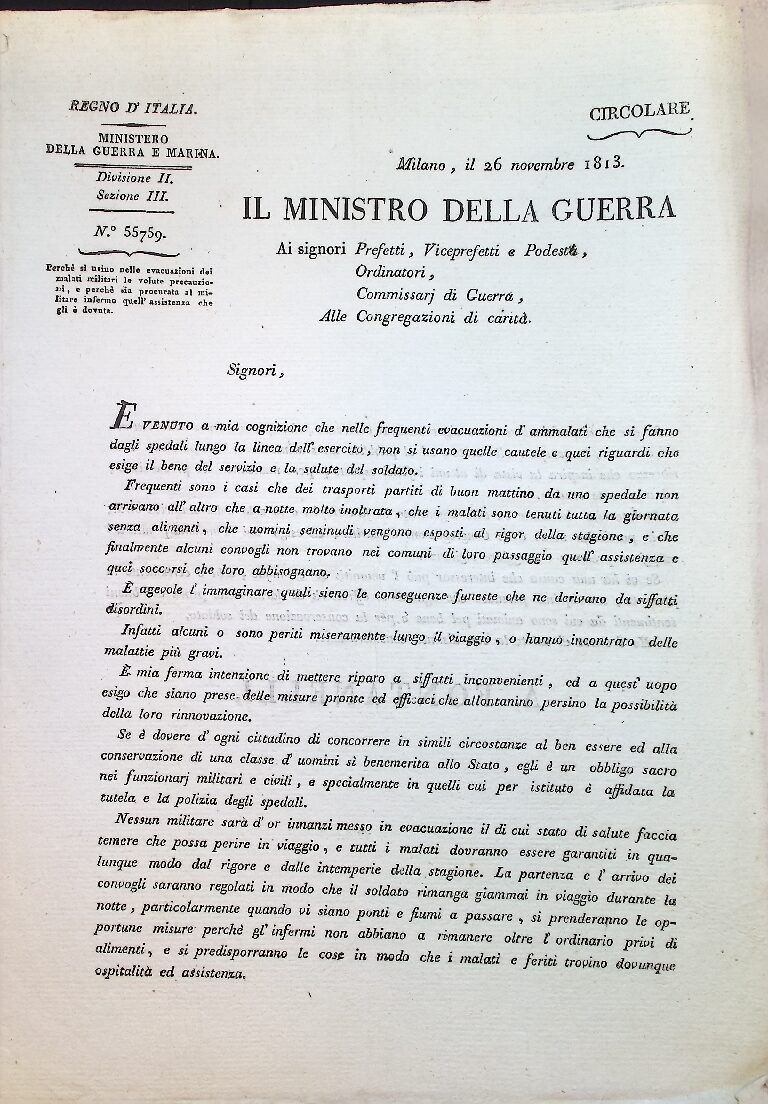 REGNO D' ITALIA.
MINISTERO
DELLA GUERRA E MARINA.
Divisione II.
Sezione III.
N.° 55759.
Perchè si usino nelle evacuazioni dei
malati militari le volute precauzio-
ni, e perchè sia procurata al mi-
litare infermo quell' assistenza che
gli è dovuta.
CIRCOLARE.
Milano, il 26 novembre 1813.
IL MINISTRO DELLA GUERRA
Ai signori Prefetti, Viceprefetti e Podestà,
Ordinatori,
Commissarj di Guerra,
Alle Congregazioni di carità.
Signori,
E VENUTO a mia cognizione che nelle frequenti evacuazioni d' ammalati che si fanno
dagli spedali lungo la linea dell' esercito, non si usano quelle cautele e quei riguardi che
esige il bene del servizio e la salute del soldato.
Frequenti sono i casi che dei trasporti partiti di buon mattino da uno spedale non
arrivano all' altro che a notte molto inoltrata, che i malati sono tenuti tutta la giornata
senza alimenti, che uomini seminudi vengono esposti al rigor della stagione, e che
finalmente alcuni convogli non trovano nei comuni di loro passaggio quell' assistenza e
quei soccorsi che loro abbisognano.
È agevole l' immaginare quali sieno le conseguenze funeste che ne derivano da siffatti
disordini.
Infatti alcuni o sono periti miseramente lungo il viaggio, o hanno incontrato delle
malattie più gravi.
È mia ferma intenzione di mettere riparo a siffatti inconvenienti, ed a quest' uopo
esigo che siano prese delle misure pronte ed efficaci che allontanino persino la possibilità
della loro rinnovazione.
Se è dovere d' ogni cittadino di concorrere in simili circostanze al ben essere ed alla
conservazione di una classe d' uomini sì benemerita allo Stato, egli è un obbligo sacro
nei funzionarj militari e civili, e specialmente in quelli cui per istituto è affidata la
tutela e la polizia degli spedali.
Nessun militare sarà d' or innanzi messo in evacuazione il di cui stato di salute faccia
temere che possa perire in viaggio, e tutti i malati dovranno essere garantiti in qua-
lunque modo dal rigore e dalle intemperie della stagione. La partenza e l' arrivo dei
convogli saranno regolati in modo che il soldato rimanga giammai in viaggio durante la
notte, particolarmente quando vi siano ponti e fiumi a passare, si prenderanno le op-
portune misure perchè gl' infermi non abbiano a rimanere oltre l' ordinario privi di
alimenti, e si predisporranno le cose in modo che i malati e feriti trovino dovunque
ospitalità ed assistenza.